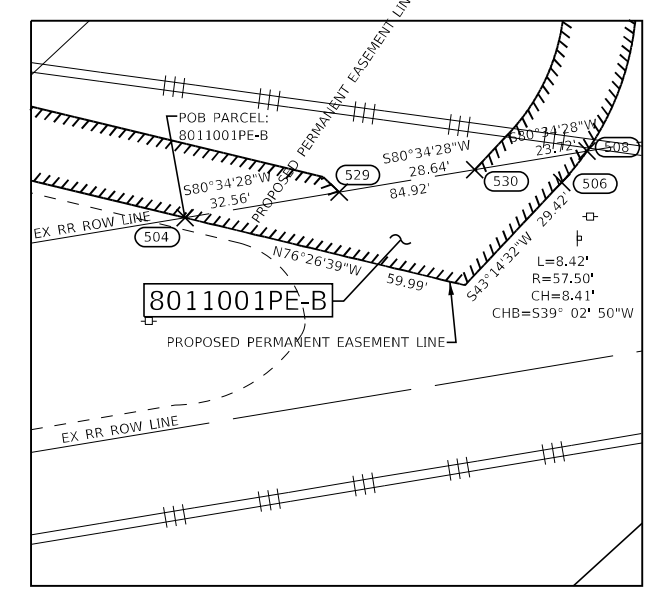 PROPOSED PERMANENT EASEMENT LIN
POB PARCEL:
8011001PE-B
S80°34'28"W
23.72'
508
S80°34'28"W
28.64'
84.92'
529
530
506
S80°34'28"W
32.56'
EX RR ROW LINE
504
N76°26'39"W
59.99'
S43°14'32"W
29.42'
L=8.42'
R=57.50'
CH=8.41'
CHB=S39° 02' 50"W
8011001PE-B
PROPOSED PERMANENT EASEMENT LINE
EX RR ROW LINE